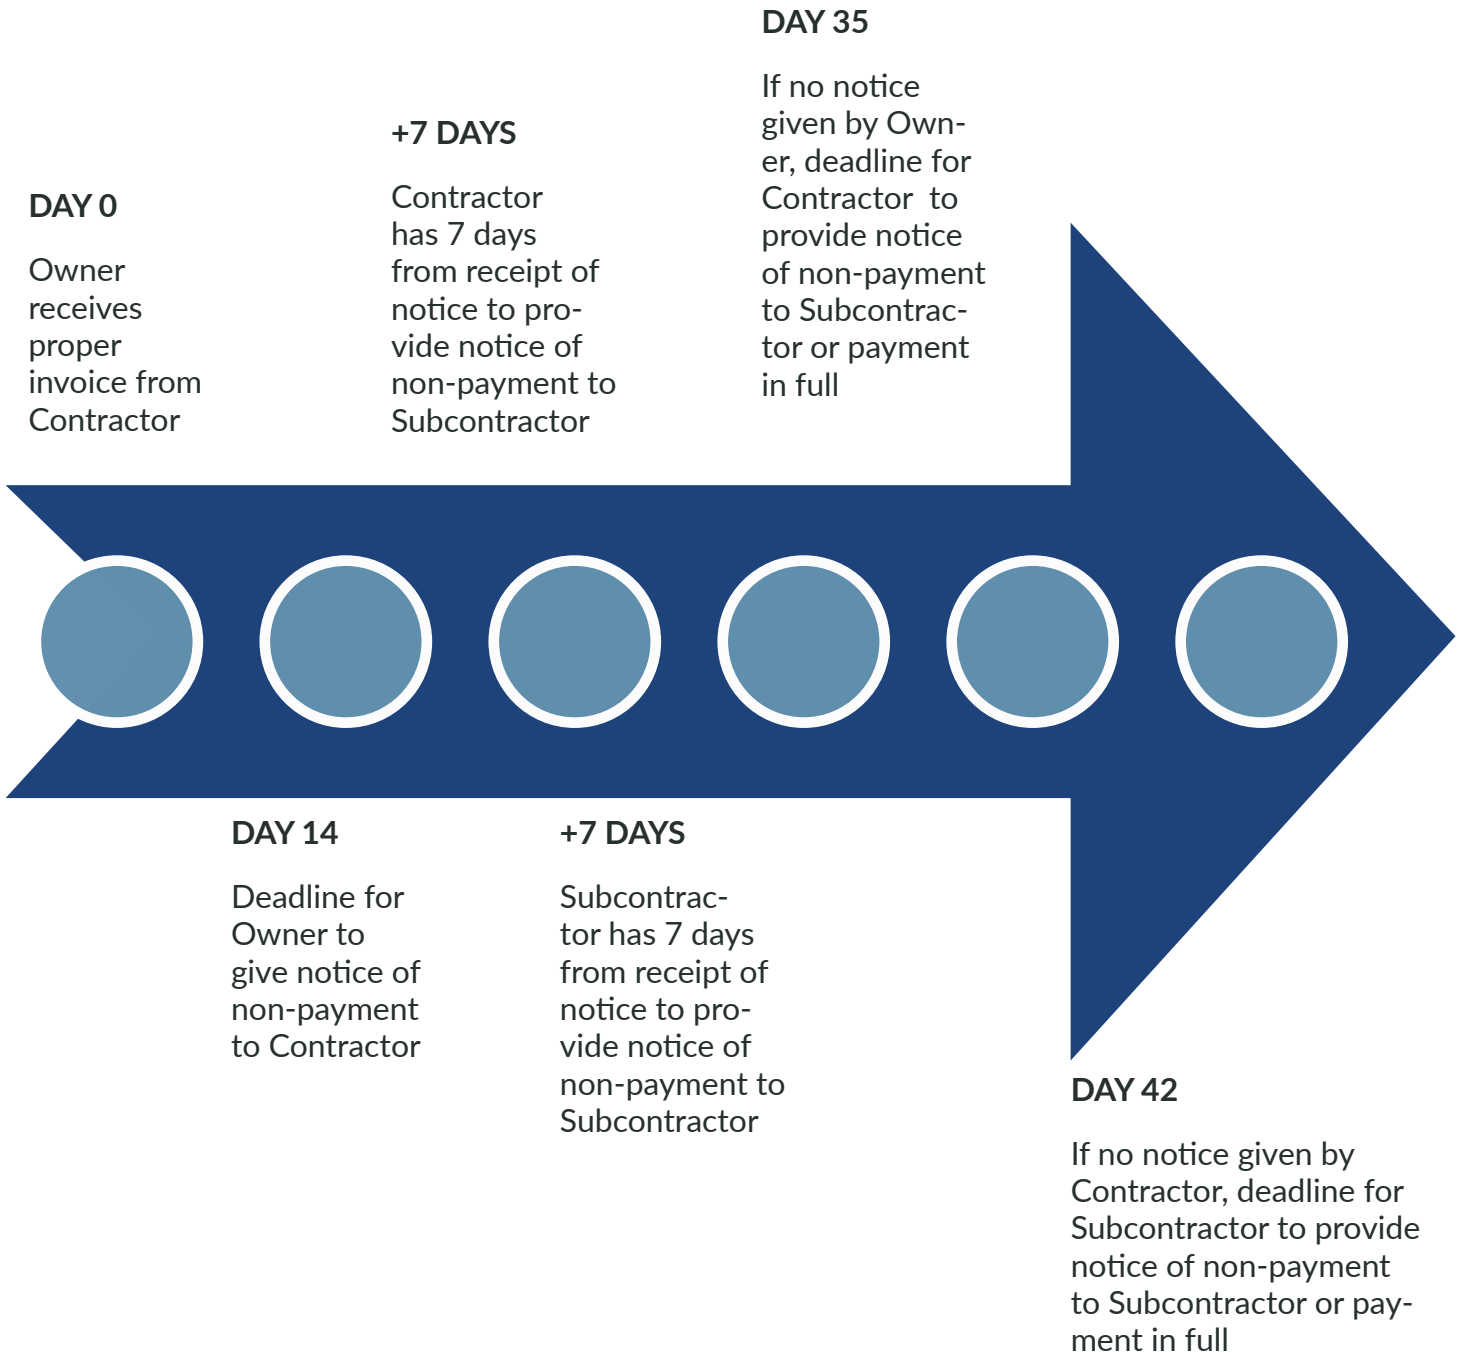 DAY 0
Owner
receives
proper
invoice from
Contractor
DAY 14
Deadline for
Owner to
give notice of
non-payment
to Contractor
+7 DAYS
Contractor
has 7 days
from receipt of
notice to pro-
vide notice of
non-payment to
Subcontractor
+7 DAYS
Subcontrac-
tor has 7 days
from receipt of
notice to pro-
vide notice of
non-payment to
Subcontractor
DAY 35
If no notice
given by Own-
er, deadline for
Contractor  to
provide notice
of non-payment
to Subcontrac-
tor or payment
in full
DAY 42
If no notice given by
Contractor, deadline for
Subcontractor to provide
notice of non-payment
to Subcontractor or pay-
ment in full